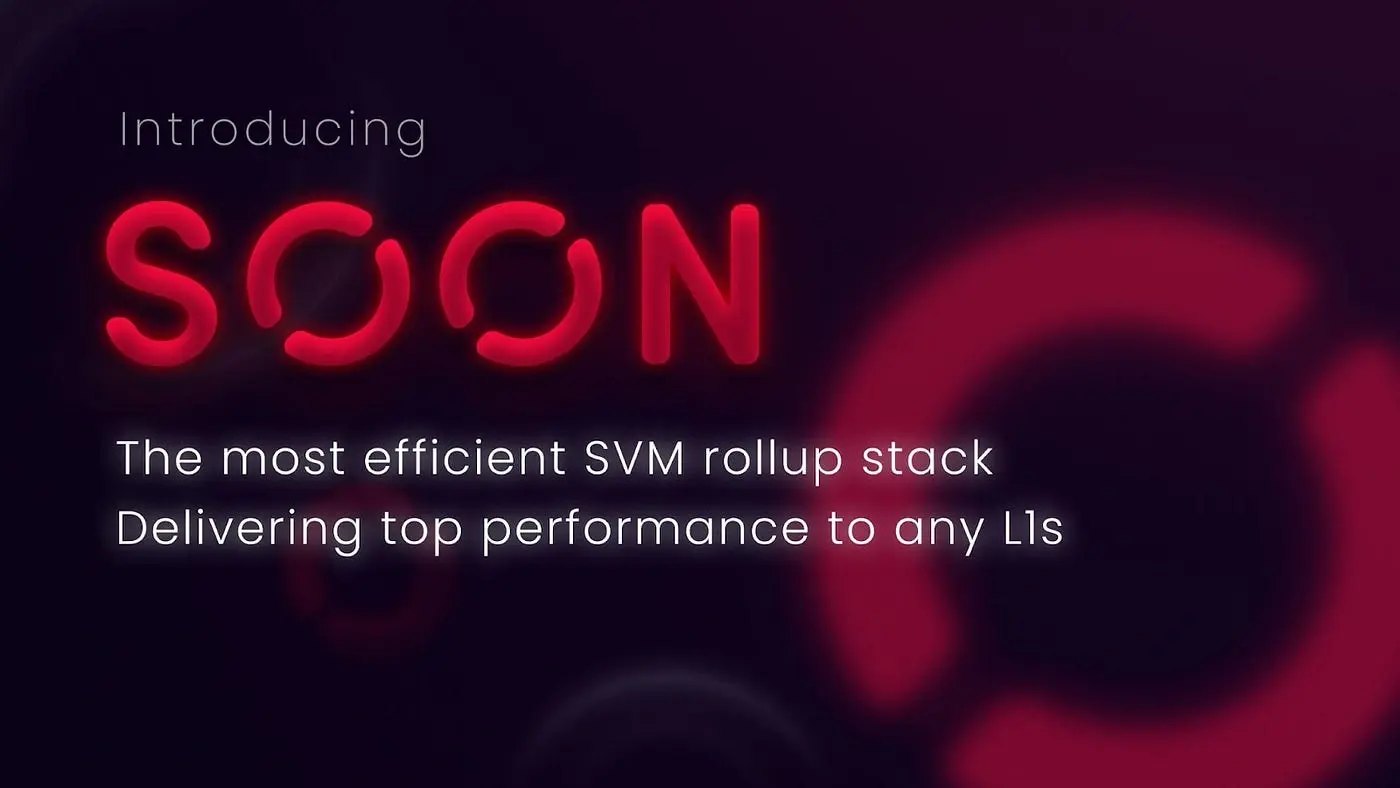 Introducing
SOON
The most efficient SVM rollup stack
Delivering top performance to any L1s